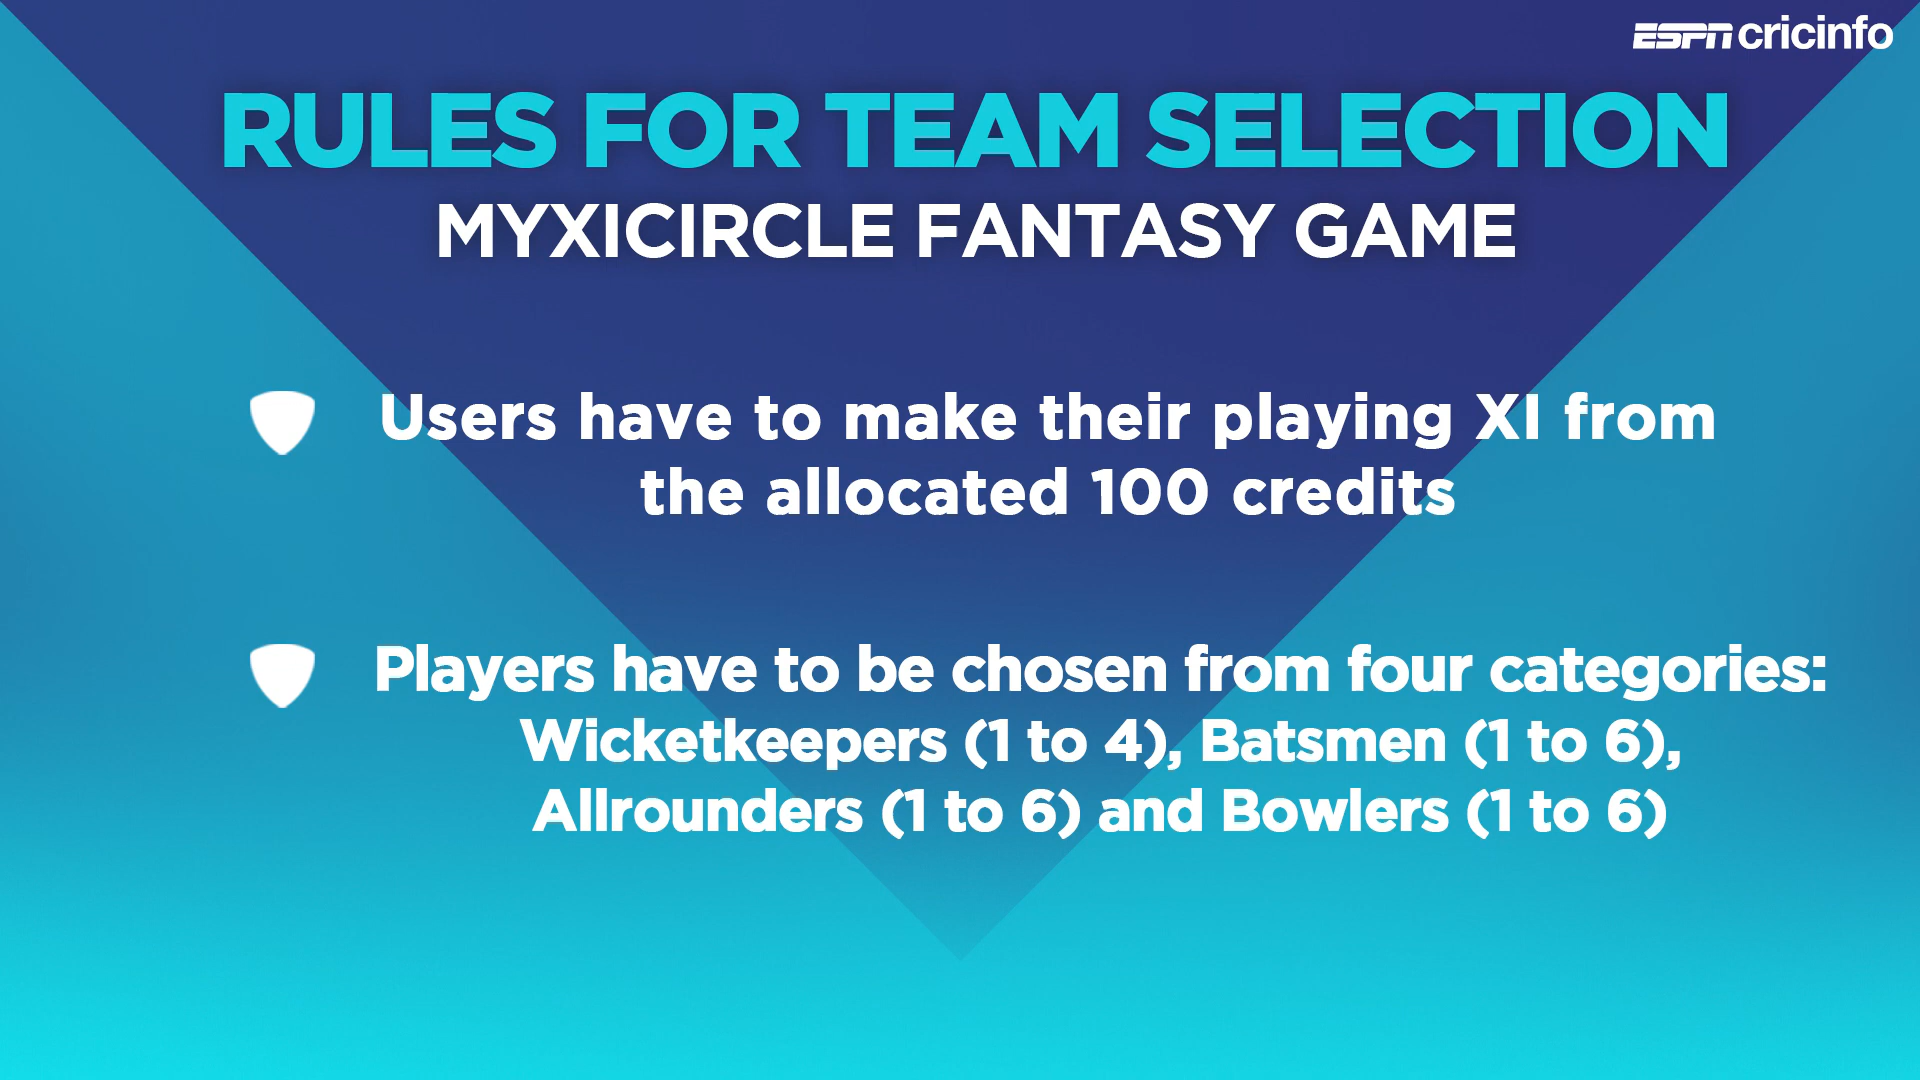 ESPN cricinfo
RULES FOR TEAM SELECTION
MYXICIRCLE FANTASY GAME
Users have to make their playing XI from
the allocated 100 credits
Players have to be chosen from four categories:
Wicketkeepers (1 to 4), Batsmen (1 to 6),
Allrounders (1 to 6) and Bowlers (1 to 6)